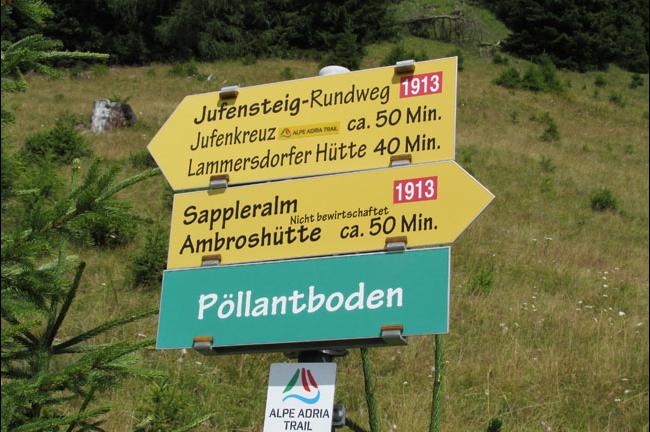 Jufensteig-Rundweg 1913
Jufenkreuz ALPE ADRIA TRAIL ca. 50 Min.
Lammersdorfer Hütte 40 Min.
Sappleralm 1913
Nicht bewirtschaftet
Ambroshütte ca. 50 Min.
Pöllantboden
ALPE ADRIA
TRAIL